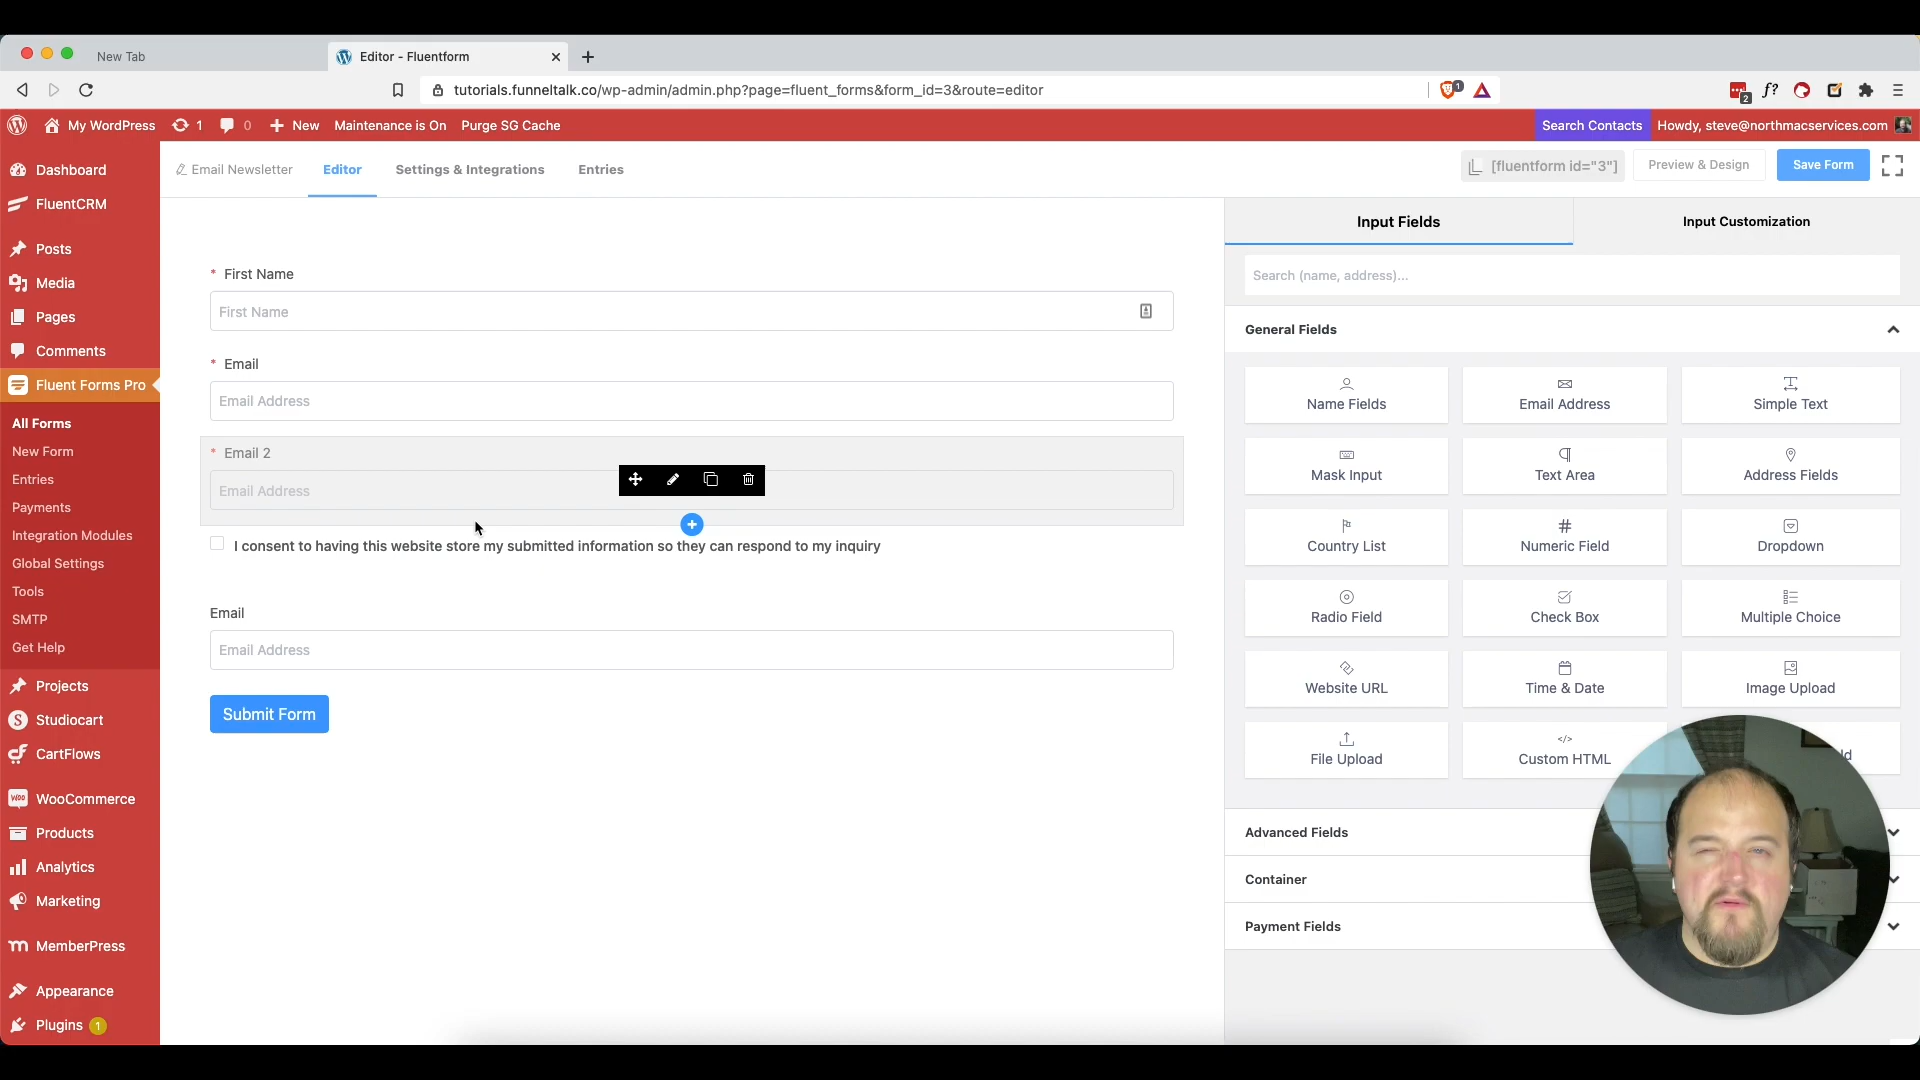 New Tab
Editor - Fluentform
tutorials.funneltalk.co/wp-admin/admin.php?page=fluent_forms&form_id=3&route=editor
1
2
f?
My WordPress
1
0
New
Maintenance is On
Purge SG Cache
Search Contacts
Howdy, steve@northmacservices.com
Dashboard
FluentCRM
Posts
Media
Pages
Comments
Fluent Forms Pro
All Forms
New Form
Entries
Payments
Integration Modules
Global Settings
Tools
SMTP
Get Help
Projects
Studiocart
CartFlows
WooCommerce
Products
Analytics
Marketing
MemberPress
Appearance
Plugins 1
Email Newsletter
Editor
Settings & Integrations
Entries
[fluentform id="3"]
Preview & Design
Save Form
* First Name
First Name
* Email
Email Address
* Email 2
Email Address
I consent to having this website store my submitted information so they can respond to my inquiry
Email
Email Address
Submit Form
Input Fields
Input Customization
Search (name, address)...
General Fields
Name Fields
Email Address
Simple Text
Mask Input
Text Area
Address Fields
Country List
Numeric Field
Dropdown
Radio Field
Check Box
Multiple Choice
Website URL
Time & Date
Image Upload
File Upload
Custom HTML
Advanced Fields
Container
Payment Fields